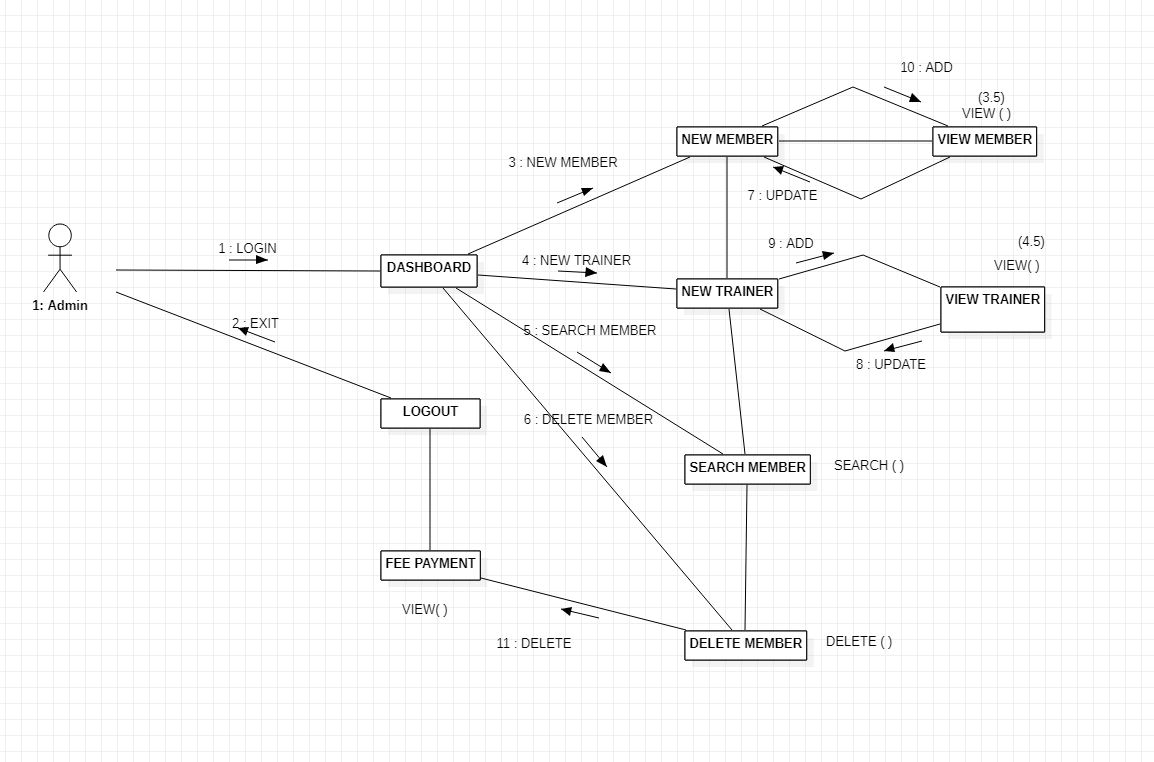 10 : ADD
(3.5)
VIEW ( )
NEW MEMBER
VIEW MEMBER
3 : NEW MEMBER
7 : UPDATE
1 : LOGIN
9 : ADD
(4.5)
4 : NEW TRAINER
VIEW( )
DASHBOARD
NEW TRAINER
VIEW TRAINER
1: Admin
2 : EXIT
5 : SEARCH MEMBER
8 : UPDATE
LOGOUT
6 : DELETE MEMBER
SEARCH MEMBER
SEARCH ( )
FEE PAYMENT
VIEW( )
11 : DELETE
DELETE MEMBER
DELETE ( )